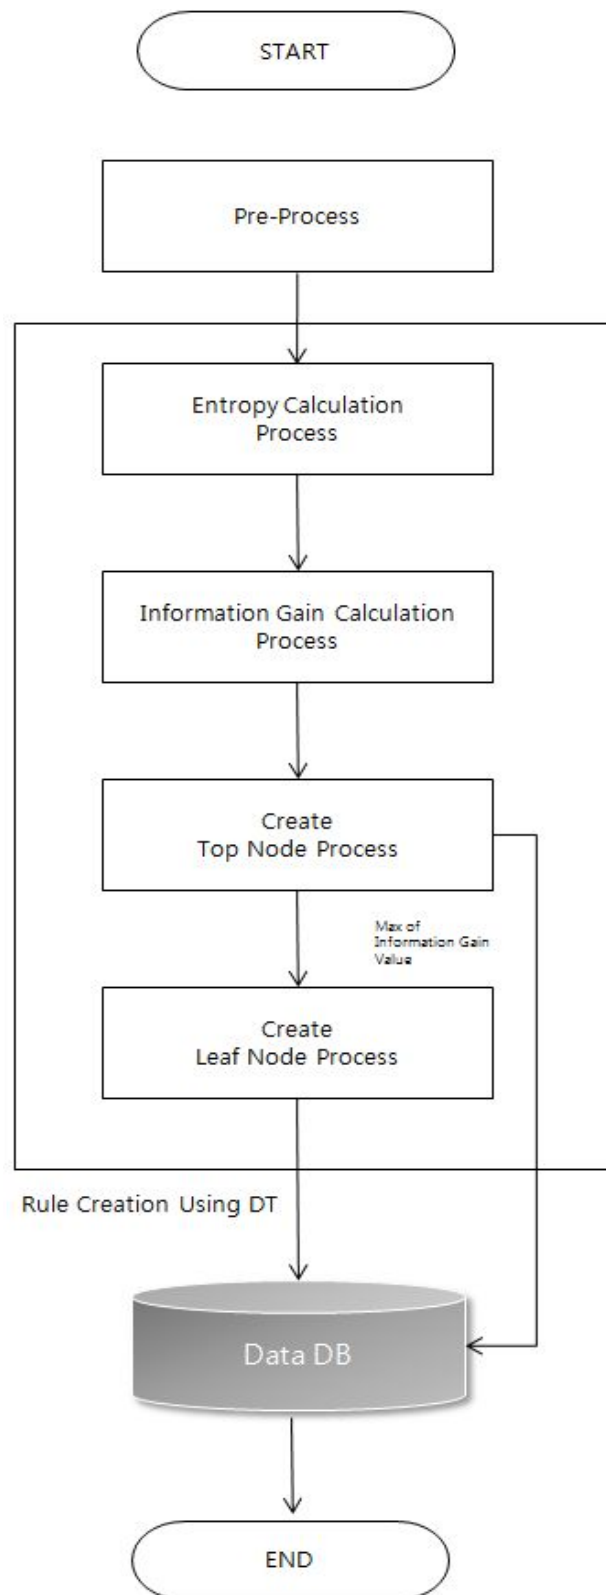 START
Pre-Process
Entropy Calculation
Process
Information Gain Calculation
Process
Create
Top Node Process
Max of
Information Gain
Value
Create
Leaf Node Process
Rule Creation Using DT
Data DB
END